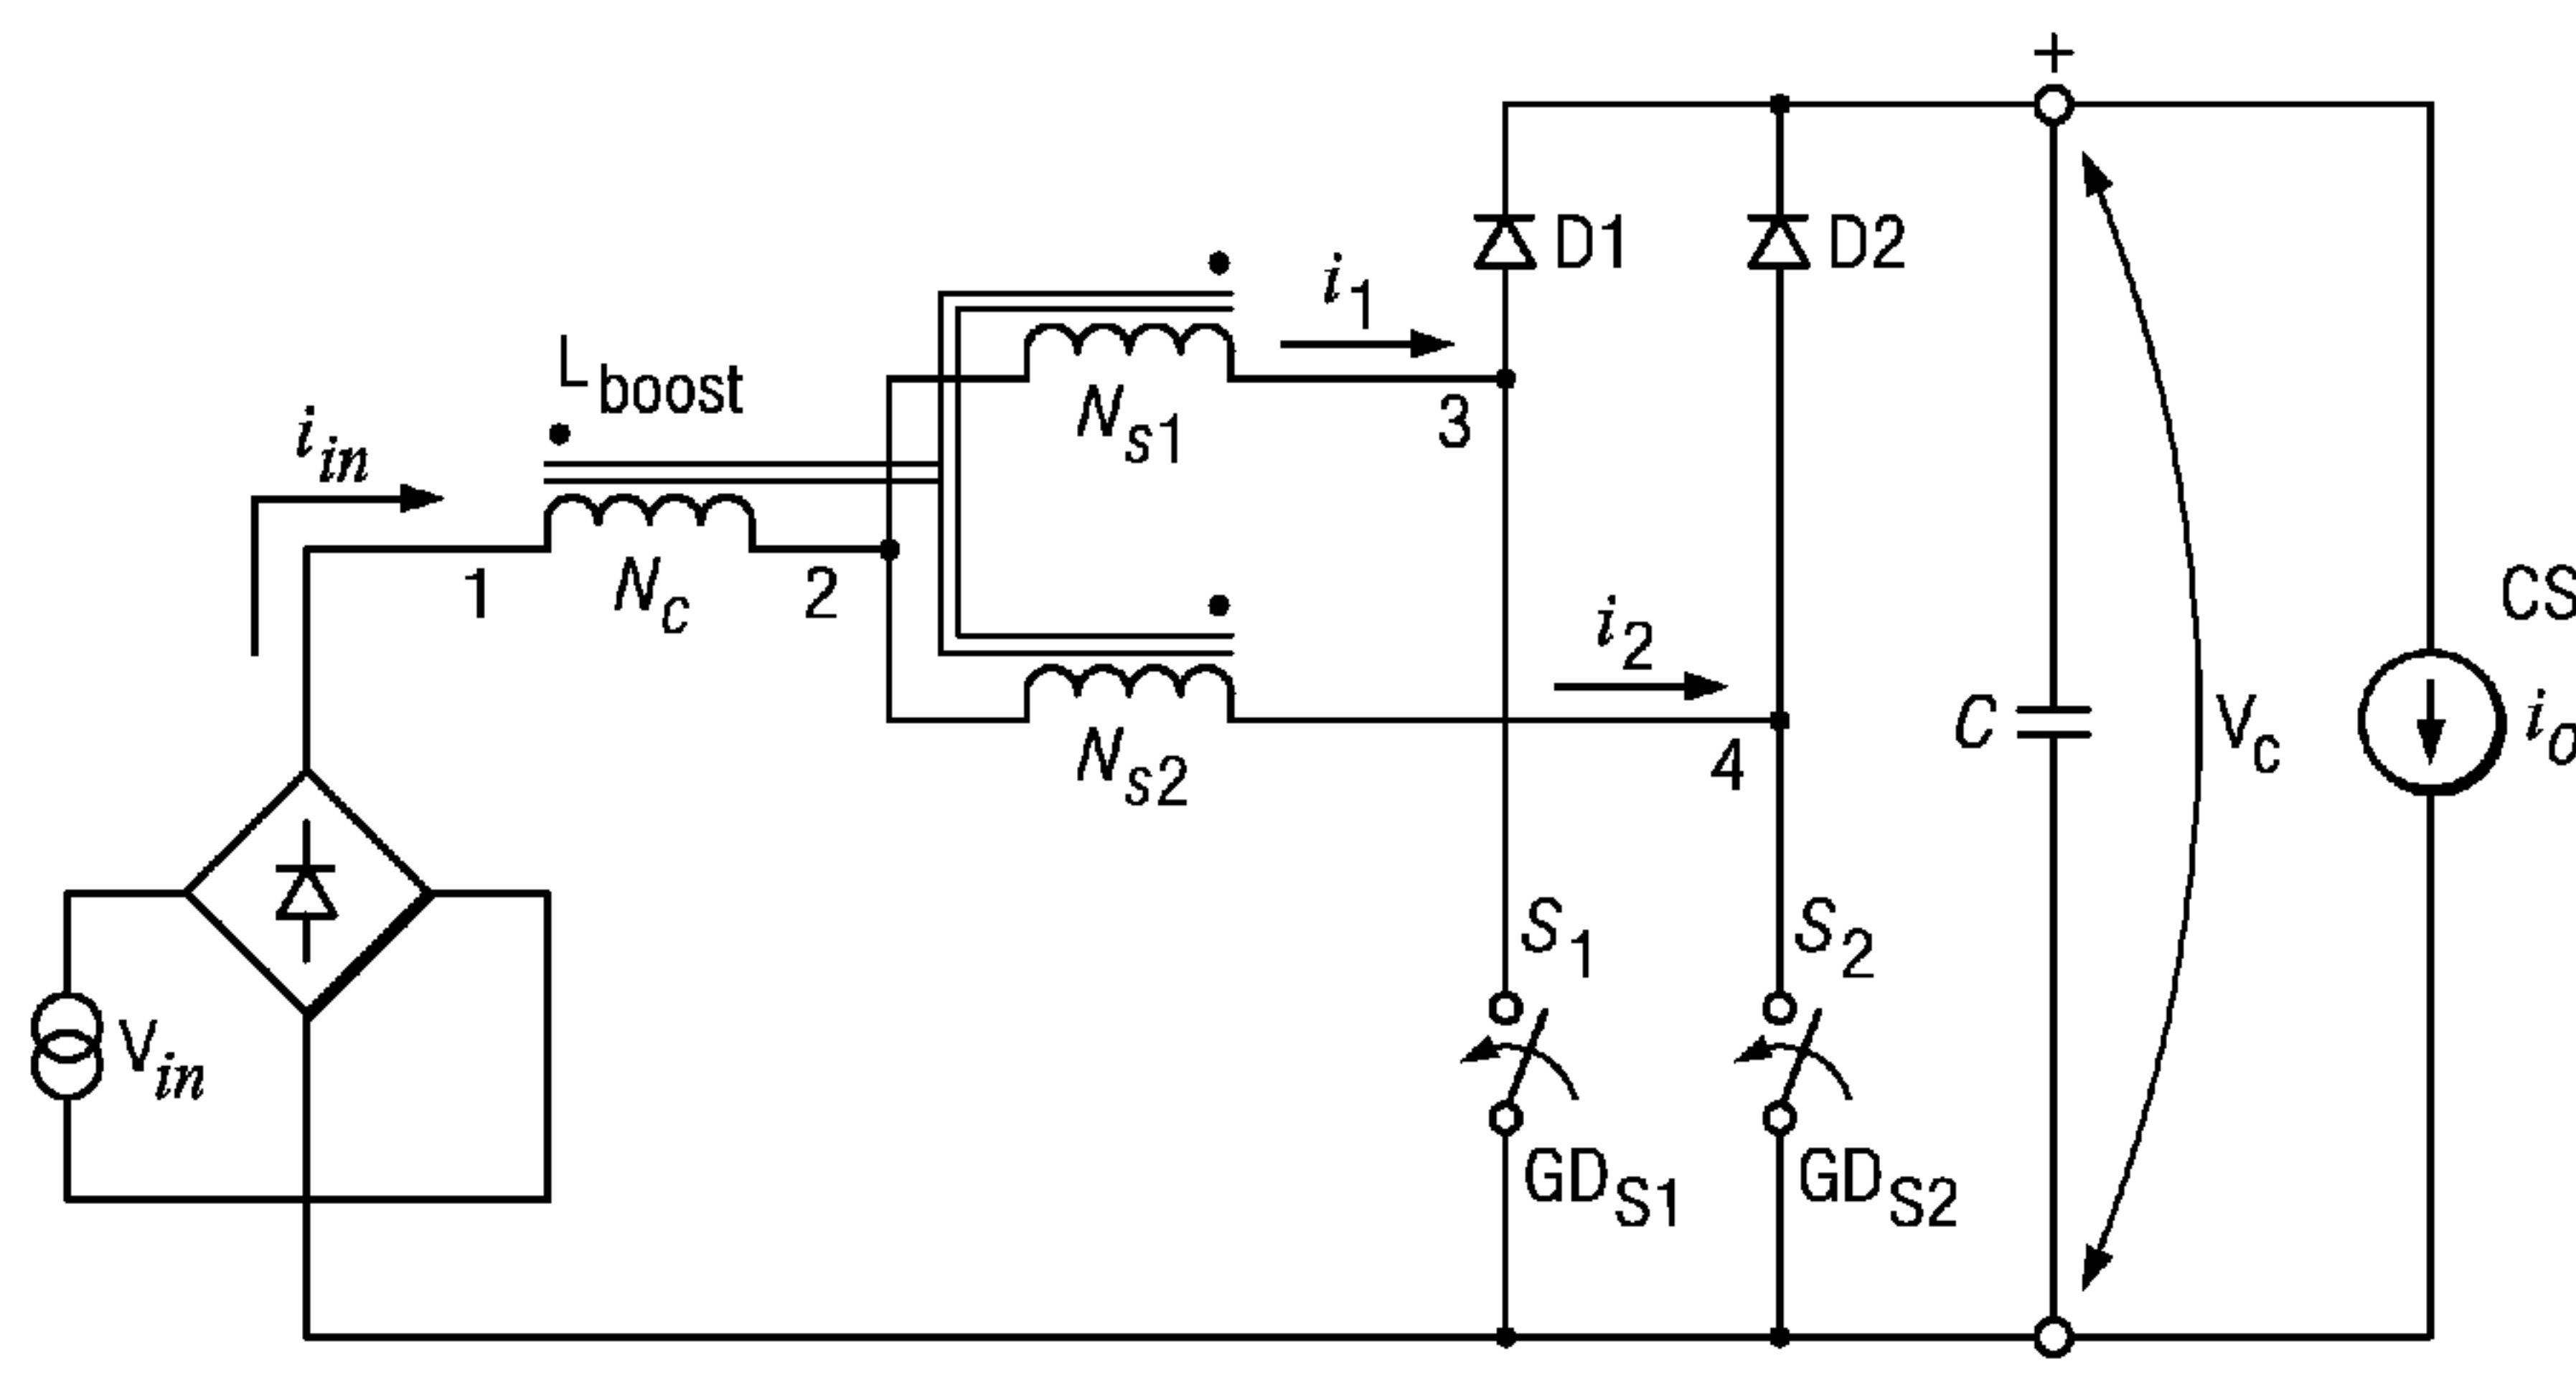 +
D1
D2
i1
Lboost
iin
Ns1
3
1
Nc
2
i2
CS
Ns2
4
C
Vc
io
S1
S2
Vin
GDS1
GDS2